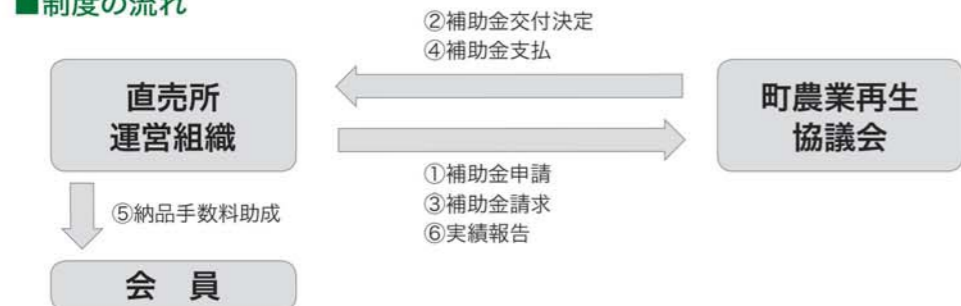 ■制度の流れ
②補助金交付決定
④補助金支払
直売所
運営組織
町農業再生
協議会
①補助金申請
③補助金請求
⑥実績報告
⑤納品手数料助成
会 員